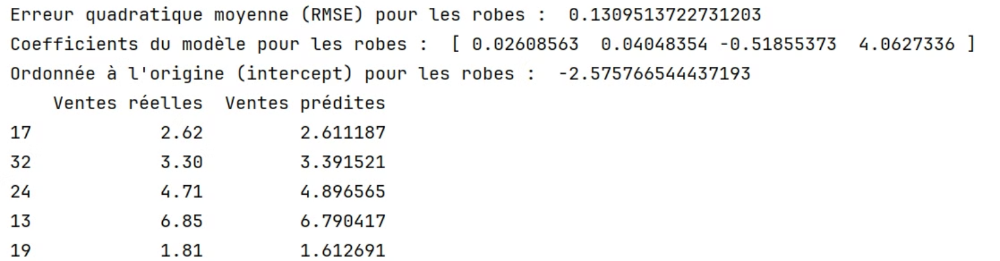 Erreur quadratique moyenne (RMSE) pour les robes :  0.1309513722731203
Coefficients du modèle pour les robes :  [ 0.02608563  0.04048354 -0.51855373  4.0627336 ]
Ordonnée à l'origine (intercept) pour les robes :  -2.575766544437193
    Ventes réelles  Ventes prédites
17            2.62         2.611187
32            3.30         3.391521
24            4.71         4.896565
13            6.85         6.790417
19            1.81         1.612691